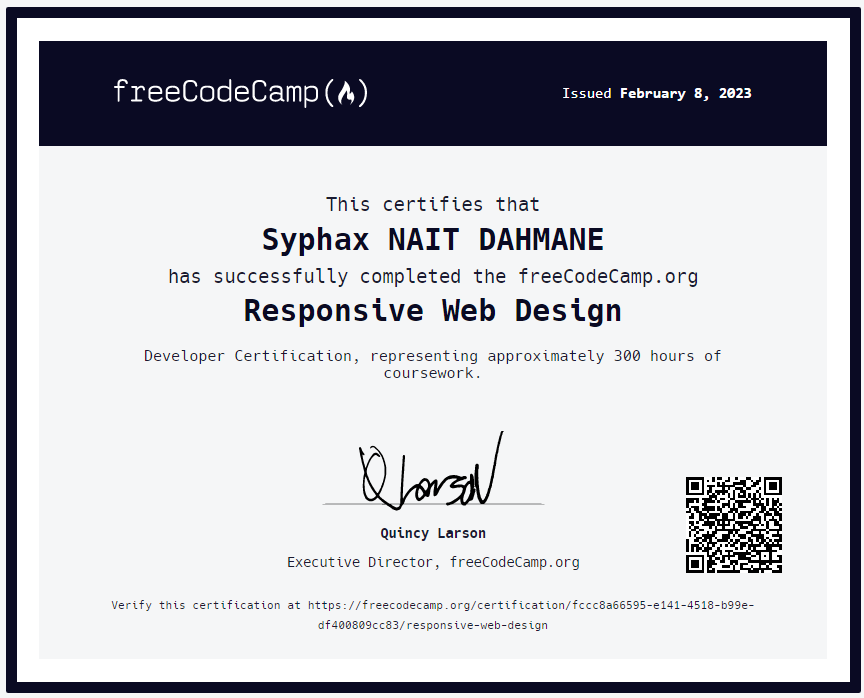 freeCodeCamp(🔥)
Issued February 8, 2023
This certifies that
Syphax NAIT DAHMANE
has successfully completed the freeCodeCamp.org
Responsive Web Design
Developer Certification, representing approximately 300 hours of
coursework.
Q Larson
Quincy Larson
Executive Director, freeCodeCamp.org
Verify this certification at https://freecodecamp.org/certification/fccc8a66595-e141-4518-b99e-
df400809cc83/responsive-web-design